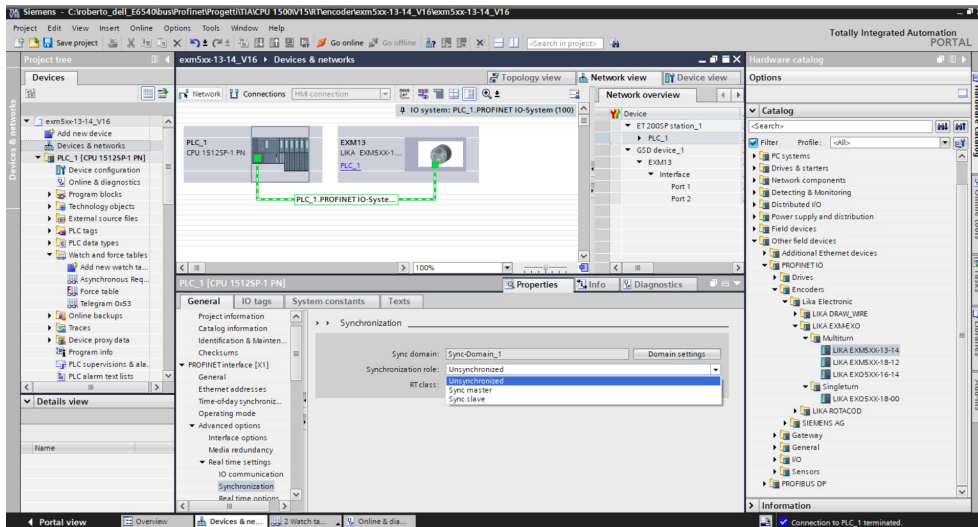 Siemens - C:\roberto_dell_E6540\bus\Profinet\Progetti\TIA\CPU 1500\V15\RT\encoder\exm5xx-13-14_V16\exm5xx-13-14_V16
Project Edit View Insert Online Options Tools Window Help
Totally Integrated Automation
PORTAL
Save project
Go online
Go offline
<Search in project>
Project tree
Devices
Devices & networks
exm5xx-13-14_V16
Add new device
Devices & networks
PLC_1 [CPU 1512SP-1 PN]
Device configuration
Online & diagnostics
Program blocks
Technology objects
External source files
PLC tags
PLC data types
Watch and force tables
Add new watch ta...
Asynchronous Req...
Force table
Telegram 0x53
Online backups
Traces
Device proxy data
Program info
PLC supervisions & ala...
PLC alarm text lists
Details view
Name
exm5xx-13-14_V16 ▸ Devices & networks
Topology view
Network view
Device view
Network
Connections
HMI connection
IO system: PLC_1.PROFINET IO-System (100)
PLC_1
CPU 1512SP-1 PN
EXM13
LIKA EXM5XX-1...
PLC_1
PLC_1.PROFINET IO-Syste...
100%
Network overview
Device
ET200SP station_1
PLC_1
GSD device_1
EXM13
Interface
Port 1
Port 2
PLC_1 [CPU 1512SP-1 PN]
Properties
Info
Diagnostics
General
IO tags
System constants
Texts
Project information
Catalog information
Identification & Mainten...
Checksums
PROFINET interface [X1]
General
Ethernet addresses
Time-of-day synchroniz...
Operating mode
Advanced options
Interface options
Media redundancy
Real time settings
IO communication
Synchronization
Real time options
Synchronization
Sync domain: Sync-Domain_1
Domain settings
Synchronization role: Unsynchronized
RT class:
Unsynchronized
Sync master
Sync slave
Hardware catalog
Options
Catalog
<Search>
Filter
Profile: <All>
PC systems
Drives & starters
Network components
Detecting & Monitoring
Distributed I/O
Power supply and distribution
Field devices
Other field devices
Additional Ethernet devices
PROFINET IO
Drives
Encoders
Lika Electronic
LIKA DRAW_WIRE
LIKA EXM-EXO
Multiturn
LIKA EXM5XX-13-14
LIKA EXM5XX-18-12
LIKA EXO5XX-16-14
Singleturn
LIKA EXO5XX-18-00
LIKA ROTACOD
SIEMENS AG
Gateway
General
I/O
Sensors
PROFIBUS DP
Information
Portal view
Overview
Devices & ne...
2 Watch ta...
Online & dia...
Connection to PLC_1 terminated.